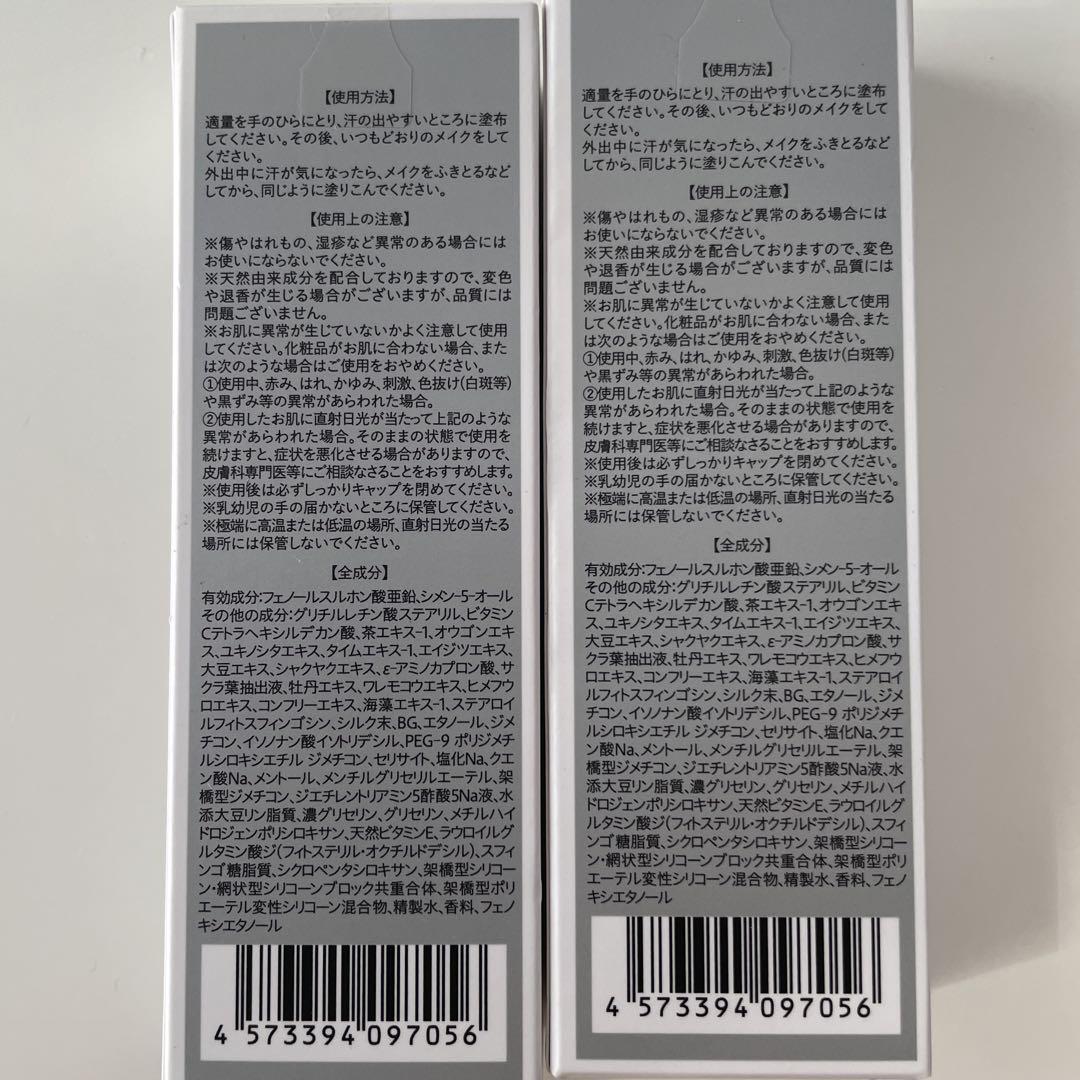 【使用方法】
適量を手のひらにとり、汗の出やすいところに塗布
してください。その後、いつもどおりのメイクをして
ください。
外出中に汗が気になったら、メイクをふきとるなど
してから、同じように塗りこんでください。
【使用上の注意】
※傷やはれもの、湿疹など異常のある場合には
お使いにならないでください。
※天然由来成分を配合しておりますので、変色
や退香が生じる場合がございますが、品質には
問題ございません。
※お肌に異常が生じていないかよく注意して使用
してください。化粧品がお肌に合わない場合、また
は次のような場合はご使用をおやめください。
①使用中、赤み、はれ、かゆみ、刺激、色抜け(白斑等)
や黒ずみ等の異常があらわれた場合。
②使用したお肌に直射日光が当たって上記のような
異常があらわれた場合。そのままの状態で使用を
続けますと、症状を悪化させる場合がありますので、
皮膚科専門医等にご相談なさることをおすすめします。
※使用後は必ずしっかりキャップを閉めてください。
※乳幼児の手の届かないところに保管してください。
※極端に高温または低温の場所、直射日光の当たる
場所には保管しないでください。
【全成分】
有効成分:フェノールスルホン酸亜鉛、シメン-5-オール
その他の成分:グリチルレチン酸ステアリル、ビタミン
Cテトラヘキシルデカン酸、茶エキス-1、オウゴンエキ
ス、ユキノシタエキス、タイムエキス-1、エイジツエキス、
大豆エキス、シャクヤクエキス、ε-アミノカプロン酸、サ
クラ葉抽出液、牡丹エキス、ワレモコウエキス、ヒメフウ
ロエキス、コンフリーエキス、海藻エキス-1、ステアロイ
ルフィトスフィンゴシン、シルク末、BG、エタノール、ジメ
チコン、イソノナン酸イソトリデシル、PEG-9 ポリジメチ
ルシロキシエチル ジメチコン、セリサイト、塩化Na、クエ
ン酸Na、メントール、メンチルグリセリルエーテル、架
橋型ジメチコン、ジエチレントリアミン5酢酸5Na液、水
添大豆リン脂質、濃グリセリン、グリセリン、メチルハイ
ドロジェンポリシロキサン、天然ビタミンE、ラウロイルグ
ルタミン酸ジ(フィトステリル・オクチルドデシル)、スフィ
ンゴ糖脂質、シクロペンタシロキサン、架橋型シリコー
ン・網状型シリコーンブロック共重合体、架橋型ポリ
エーテル変性シリコーン混合物、精製水、香料、フェノ
キシエタノール
4 573394 097056
【使用方法】
適量を手のひらにとり、汗の出やすいところに塗布
してください。その後、いつもどおりのメイクをして
ください。
外出中に汗が気になったら、メイクをふきとるなど
してから、同じように塗りこんでください。
【使用上の注意】
※傷やはれもの、湿疹など異常のある場合には
お使いにならないでください。
※天然由来成分を配合しておりますので、変色
や退香が生じる場合がございますが、品質には
問題ございません。
※お肌に異常が生じていないかよく注意して使用
してください。化粧品がお肌に合わない場合、また
は次のような場合はご使用をおやめください。
①使用中、赤み、はれ、かゆみ、刺激、色抜け(白斑等)
や黒ずみ等の異常があらわれた場合。
②使用したお肌に直射日光が当たって上記のような
異常があらわれた場合。そのままの状態で使用を
続けますと、症状を悪化させる場合がありますので、
皮膚科専門医等にご相談なさることをおすすめします。
※使用後は必ずしっかりキャップを閉めてください。
※乳幼児の手の届かないところに保管してください。
※極端に高温または低温の場所、直射日光の当たる
場所には保管しないでください。
【全成分】
有効成分:フェノールスルホン酸亜鉛、シメン-5-オール
その他の成分:グリチルレチン酸ステアリル、ビタミン
Cテトラヘキシルデカン酸、茶エキス-1、オウゴンエキ
ス、ユキノシタエキス、タイムエキス-1、エイジツエキス、
大豆エキス、シャクヤクエキス、ε-アミノカプロン酸、サ
クラ葉抽出液、牡丹エキス、ワレモコウエキス、ヒメフウ
ロエキス、コンフリーエキス、海藻エキス-1、ステアロイ
ルフィトスフィンゴシン、シルク末、BG、エタノール、ジメ
チコン、イソノナン酸イソトリデシル、PEG-9 ポリジメチ
ルシロキシエチル ジメチコン、セリサイト、塩化Na、クエ
ン酸Na、メントール、メンチルグリセリルエーテル、架
橋型ジメチコン、ジエチレントリアミン5酢酸5Na液、水
添大豆リン脂質、濃グリセリン、グリセリン、メチルハイ
ドロジェンポリシロキサン、天然ビタミンE、ラウロイルグ
ルタミン酸ジ(フィトステリル・オクチルドデシル)、スフィ
ンゴ糖脂質、シクロペンタシロキサン、架橋型シリコー
ン・網状型シリコーンブロック共重合体、架橋型ポリ
エーテル変性シリコーン混合物、精製水、香料、フェノ
キシエタノール
4 573394 097056